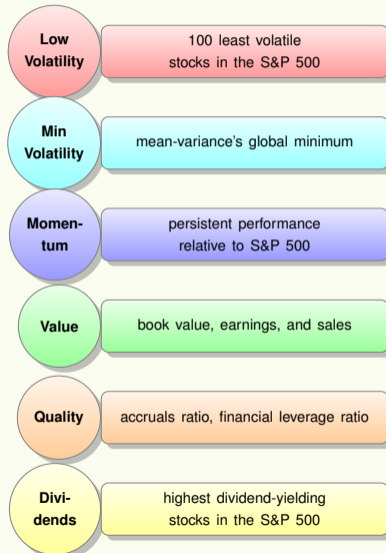 Low
Volatility
100 least volatile
stocks in the S&P 500
Min
Volatility
mean-variance's global minimum
Momen-
tum
persistent performance
relative to S&P 500
Value
book value, earnings, and sales
Quality
accruals ratio, financial leverage ratio
Divi-
dends
highest dividend-yielding
stocks in the S&P 500